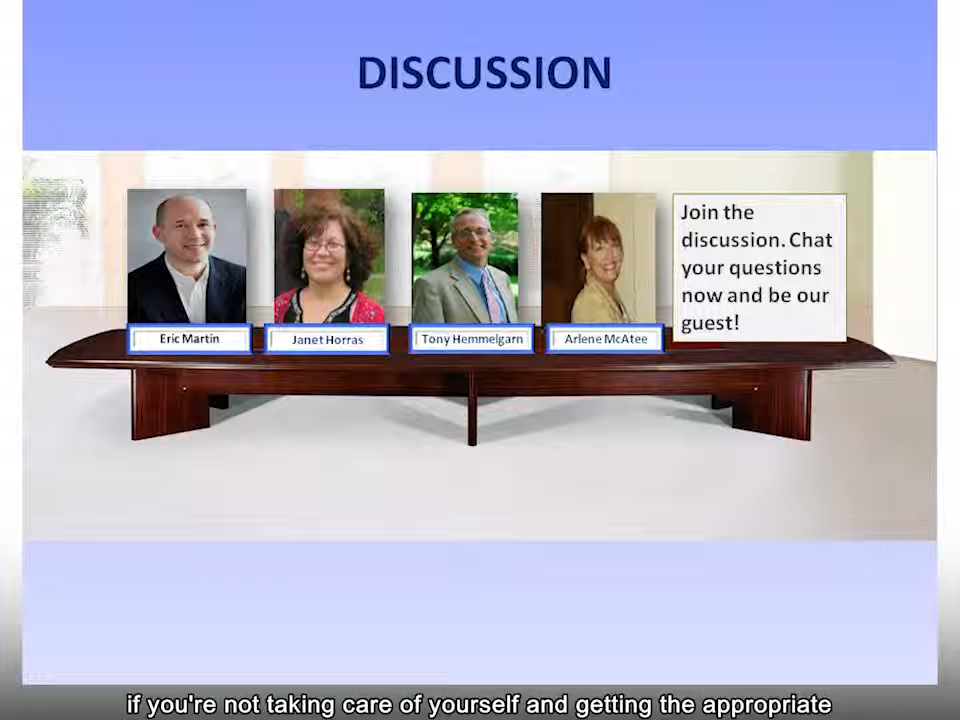 DISCUSSION
Join the
discussion. Chat
your questions
now and be our
guest!
Eric Martin
Janet Horras
Tony Hemmelgarn
Arlene McAtee
if you're not taking care of yourself and getting the appropriate